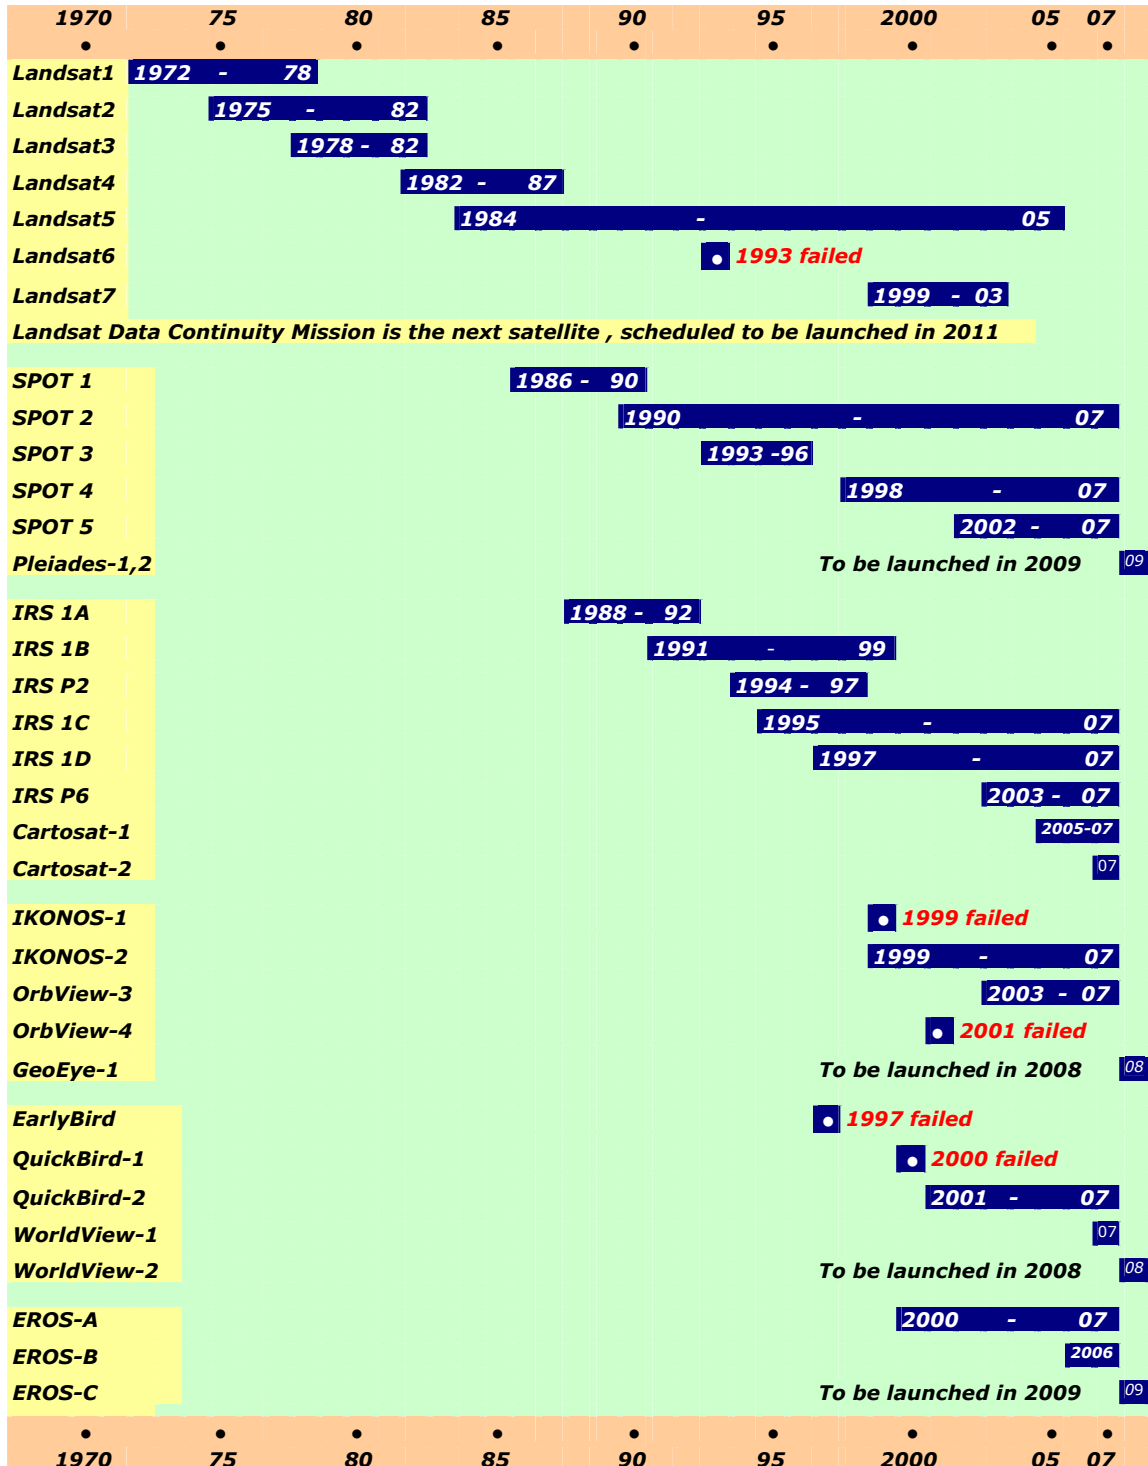 1970 75 80 85 90 95 2000 05 07
Landsat1 1972 - 78
Landsat2 1975 - 82
Landsat3 1978 - 82
Landsat4 1982 - 87
Landsat5 1984 - 05
Landsat6 1993 failed
Landsat7 1999 - 03
Landsat Data Continuity Mission is the next satellite , scheduled to be launched in 2011
SPOT 1 1986 - 90
SPOT 2 1990 - 07
SPOT 3 1993 -96
SPOT 4 1998 - 07
SPOT 5 2002 - 07
Pleiades-1,2 To be launched in 2009 09
IRS 1A 1988 - 92
IRS 1B 1991 - 99
IRS P2 1994 - 97
IRS 1C 1995 - 07
IRS 1D 1997 - 07
IRS P6 2003 - 07
Cartosat-1 2005-07
Cartosat-2 07
IKONOS-1 1999 failed
IKONOS-2 1999 - 07
OrbView-3 2003 - 07
OrbView-4 2001 failed
GeoEye-1 To be launched in 2008 08
EarlyBird 1997 failed
QuickBird-1 2000 failed
QuickBird-2 2001 - 07
WorldView-1 07
WorldView-2 To be launched in 2008 08
EROS-A 2000 - 07
EROS-B 2006
EROS-C To be launched in 2009 09
1970 75 80 85 90 95 2000 05 07